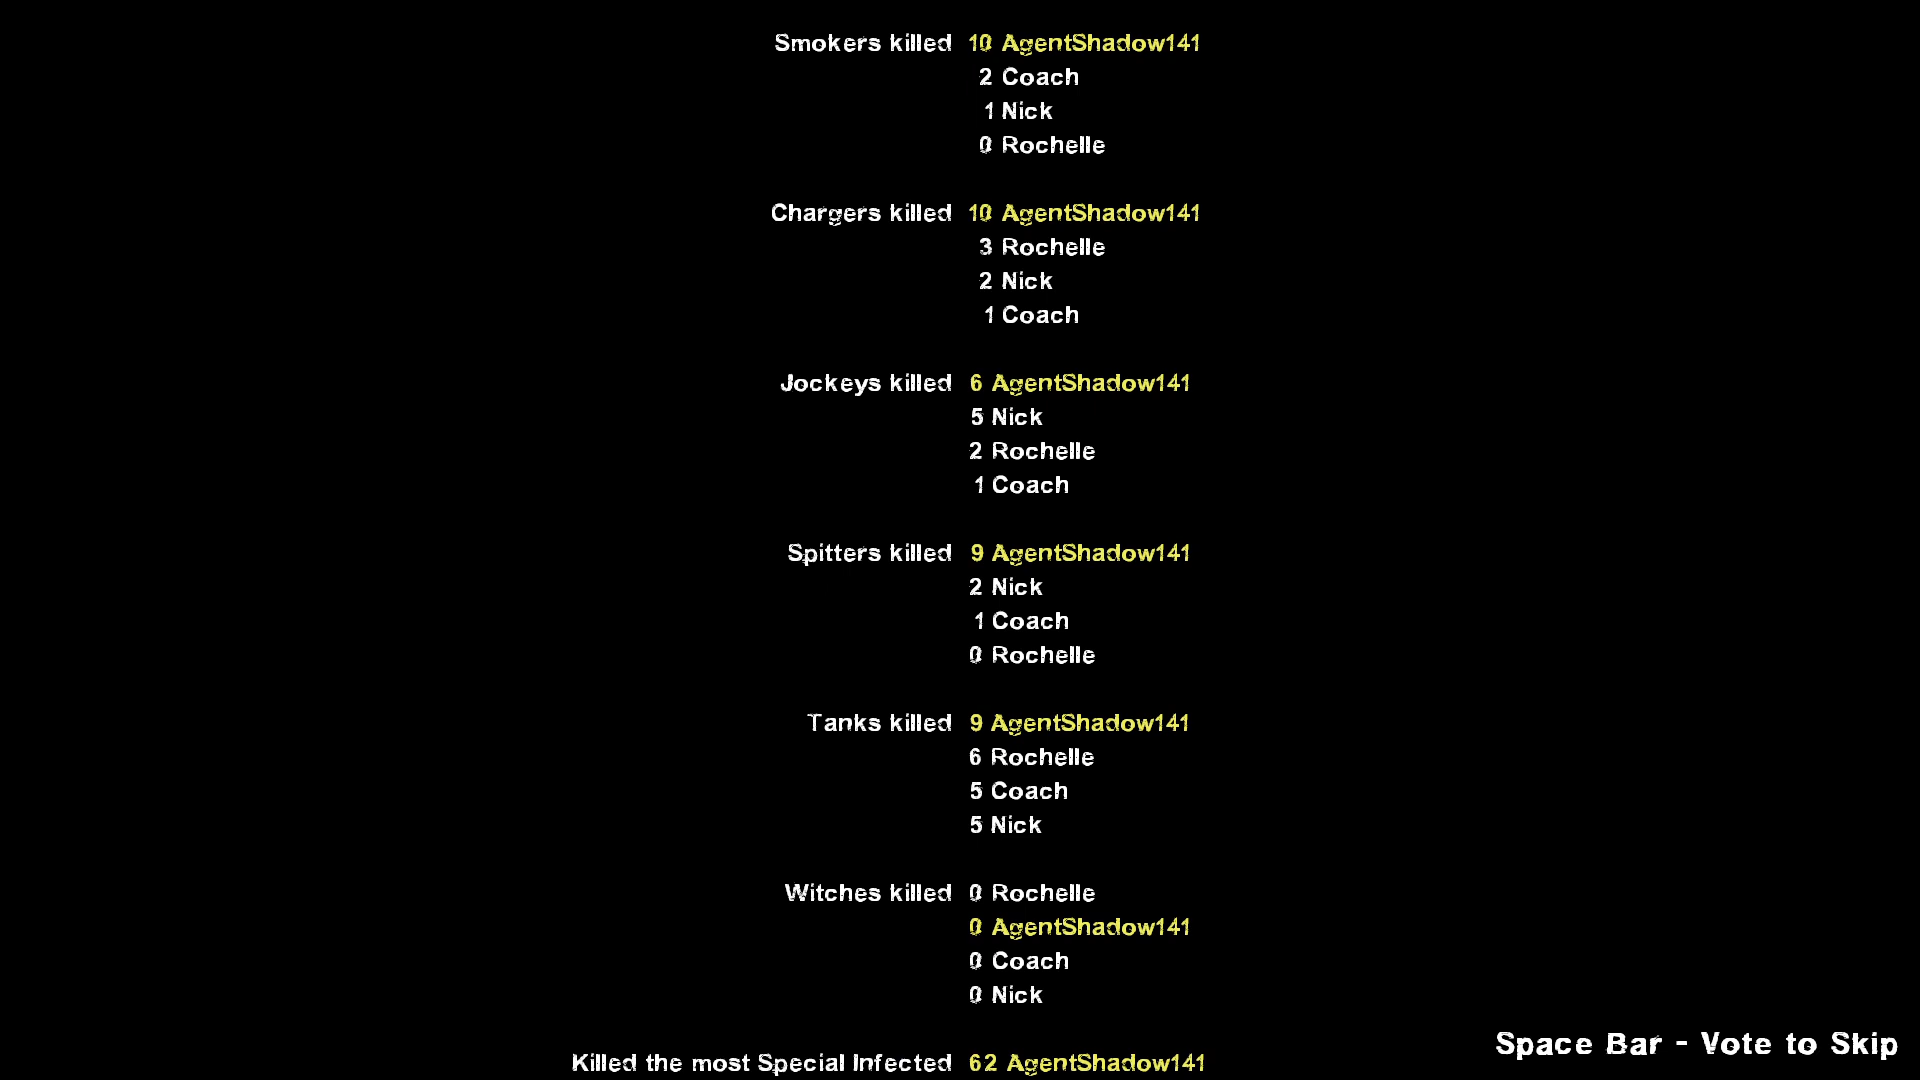 Smokers killed 10 AgentShadow141
2 Coach
1 Nick
0 Rochelle
Chargers killed 10 AgentShadow141
3 Rochelle
2 Nick
1 Coach
Jockeys killed 6 AgentShadow141
5 Nick
2 Rochelle
1 Coach
Spitters killed 9 AgentShadow141
2 Nick
1 Coach
0 Rochelle
Tanks killed 9 AgentShadow141
6 Rochelle
5 Coach
5 Nick
Witches killed 0 Rochelle
0 AgentShadow141
0 Coach
0 Nick
Killed the most Special Infected 62 AgentShadow141
Space Bar - Vote to Skip